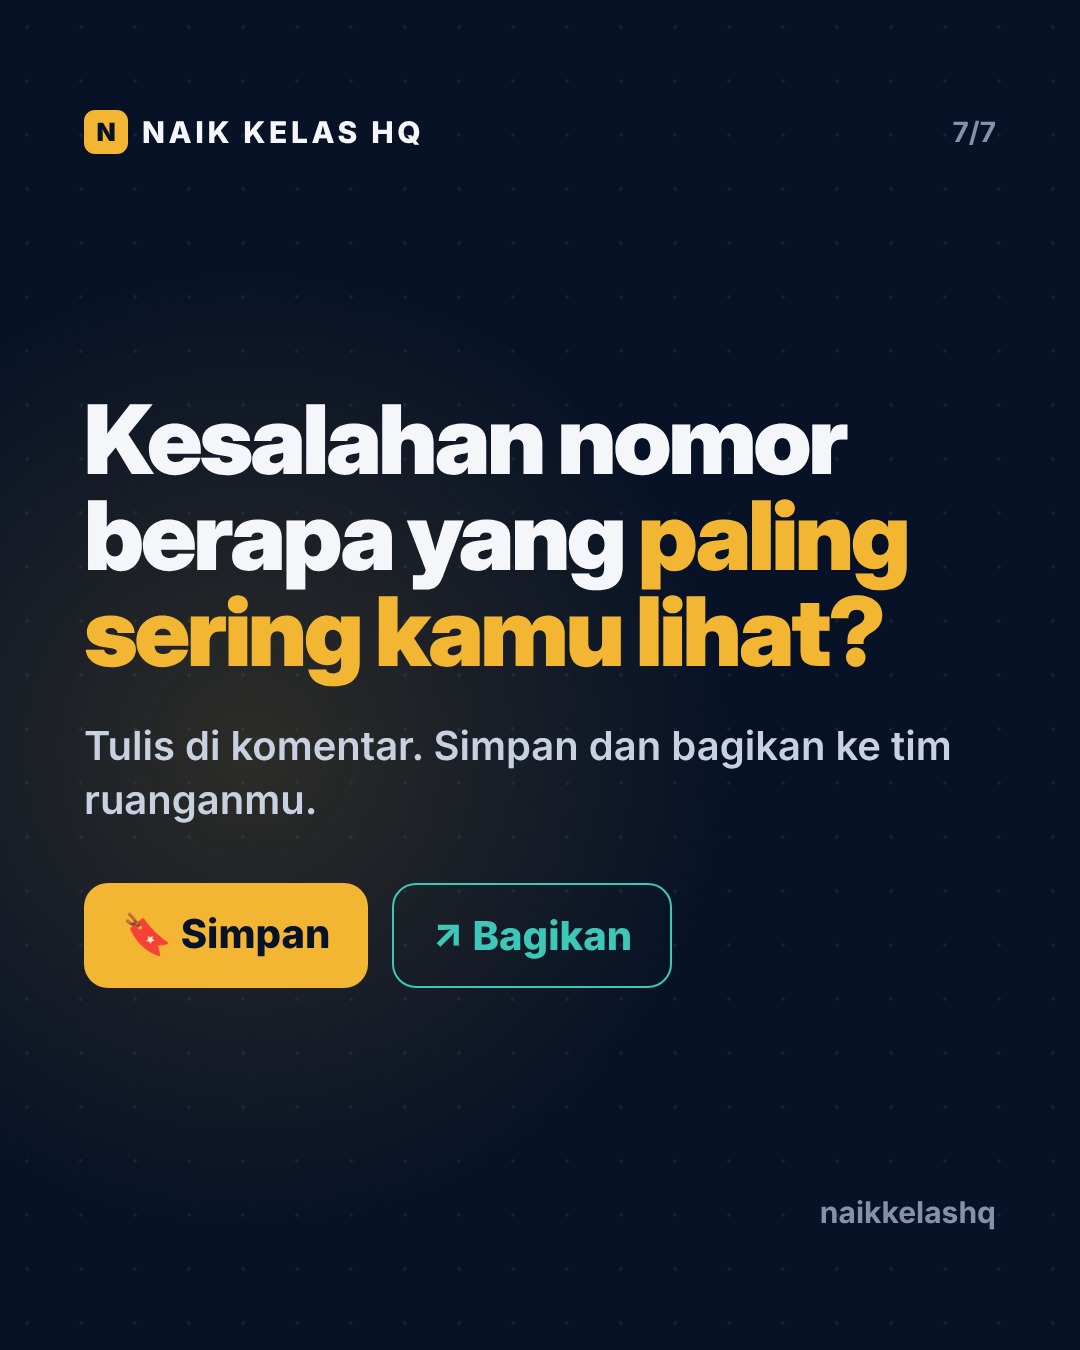 N NAIK KELAS HQ
7/7
Kesalahan nomor
berapa yang paling
sering kamu lihat?
Tulis di komentar. Simpan dan bagikan ke tim
ruanganmu.
🔖 Simpan
↗ Bagikan
naikkelashq